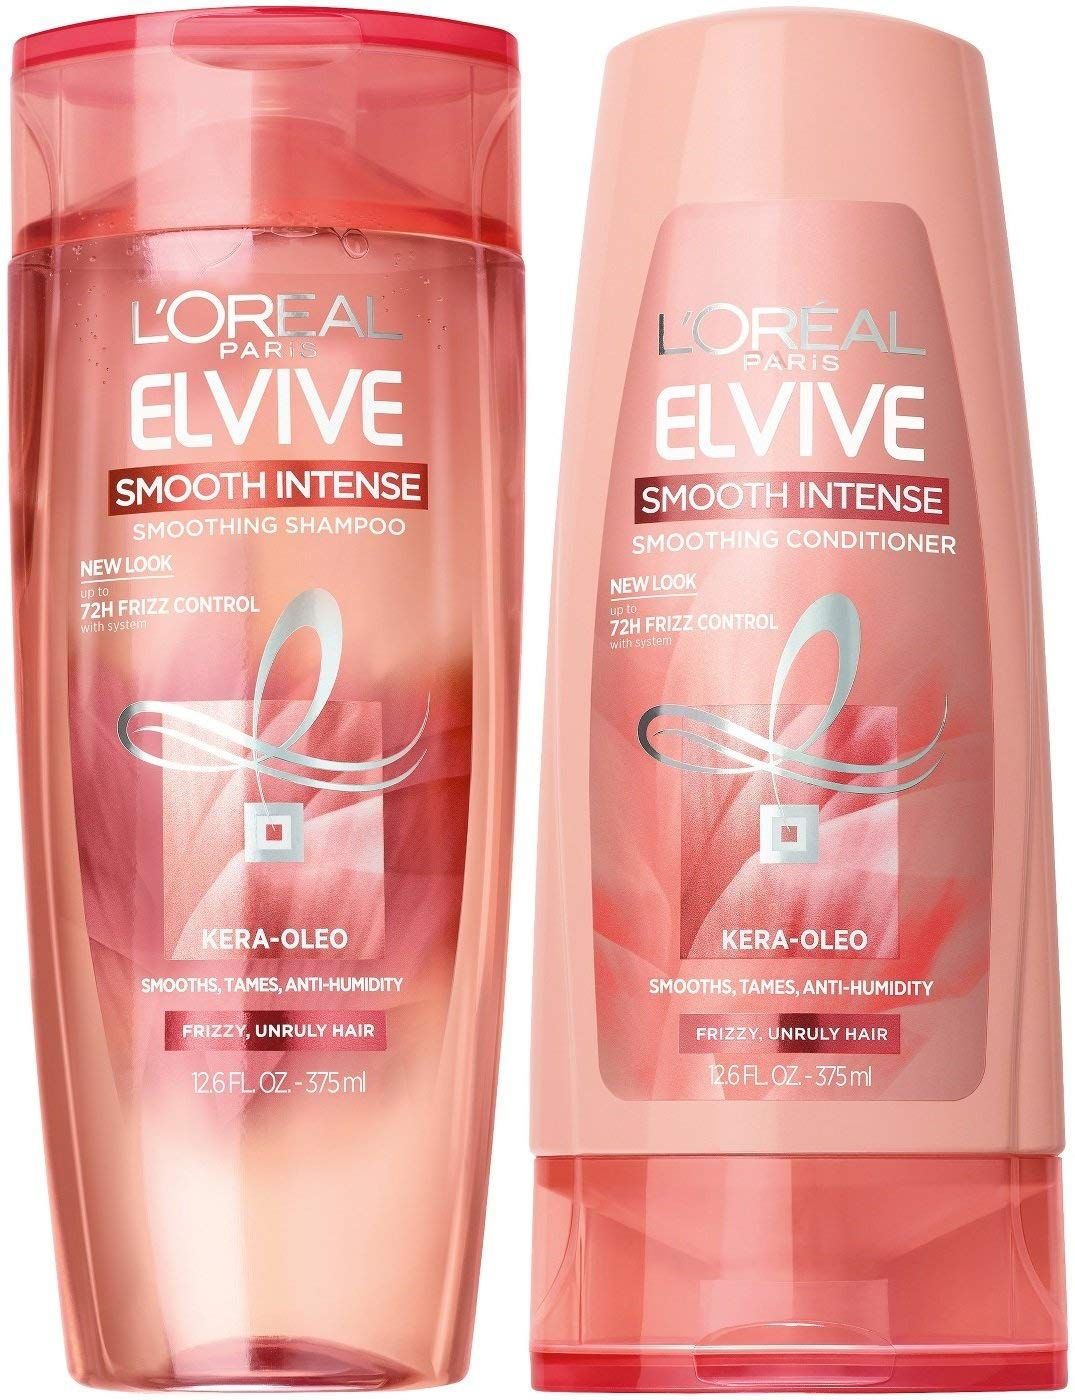 L'OREAL
PARIS
ELVIVE
SMOOTH INTENSE
SMOOTHING SHAMPOO
NEW LOOK
up to
72H FRIZZ CONTROL
with system
KERA-OLEO
SMOOTHS, TAMES, ANTI-HUMIDITY
FRIZZY, UNRULY HAIR
12.6 FL. OZ. - 375 ml
L'ORÉAL
PARIS
ELVIVE
SMOOTH INTENSE
SMOOTHING CONDITIONER
NEW LOOK
up to
72H FRIZZ CONTROL
with system
KERA-OLEO
SMOOTHS, TAMES, ANTI-HUMIDITY
FRIZZY, UNRULY HAIR
12.6 FL. OZ. - 375 ml